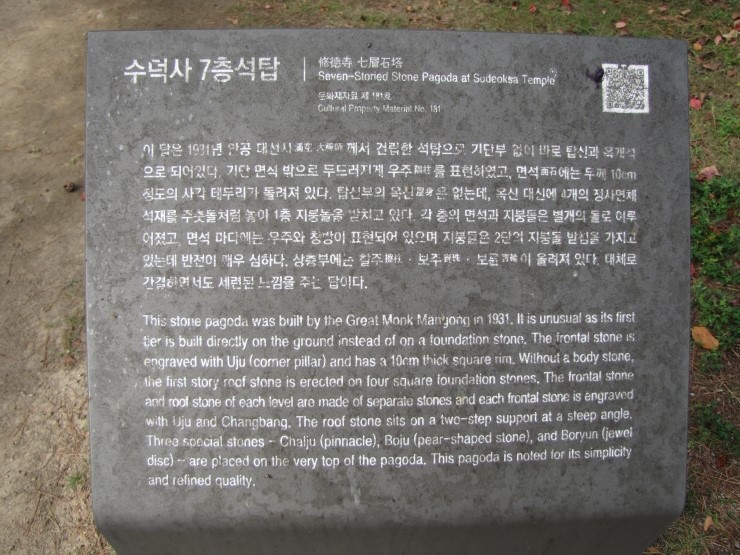 수덕사 7층석탑
修德寺 七層石塔
Seven-Storied Stone Pagoda at Sudeoksa Temple
문화재자료 제 181호
Cultural Property Material No. 181
이 탑은 1931년 만공 대선사 께서 건립한 석탑으로, 기단부 없이 바로 탑신과 옥개석
으로 되어있다. 기단 면석 밖으로 두드러지게 우주 를 표현하였고, 면석 에는 두께 10cm
정도의 사각 테두리가 돌려져 있다. 탑신부의 옥신 은 없는데, 옥신 대신에 4개의 정사면체
석재를 주춧돌처럼 놓아 1층 지붕돌을 받치고 있다. 각 층의 면석과 지붕돌은 별개의 돌로 이루
어졌고, 면석 마다에는 우주와 창방이 표현되어 있으며 지붕돌은 2단의 지붕돌 받침을 가지고
있는데 반전이 매우 심하다. 상층부에는 찰주 · 보주 · 보륜 이 올려져 있다. 대체로
간결하면서도 세련된 느낌을 주는 탑이다.
This stone pagoda was built by the Great Monk Mangong in 1931. It is unusual as its first
tier is built directly on the ground instead of on a foundation stone. The frontal stone is
engraved with Uju (corner pillar) and has a 10cm thick square rim. Without a body stone,
the first story roof stone is erected on four square foundation stones. The frontal stone
and roof stone of each level are made of separate stones and each frontal stone is engraved
with Uju and Changbang. The roof stone sits on a two-step support at a steep angle.
Three special stones - Chalju (pinnacle), Boju (pear-shaped stone), and Boryun (jewel
disc) - are placed on the very top of the pagoda. This pagoda is noted for its simplicity
and refined quality.